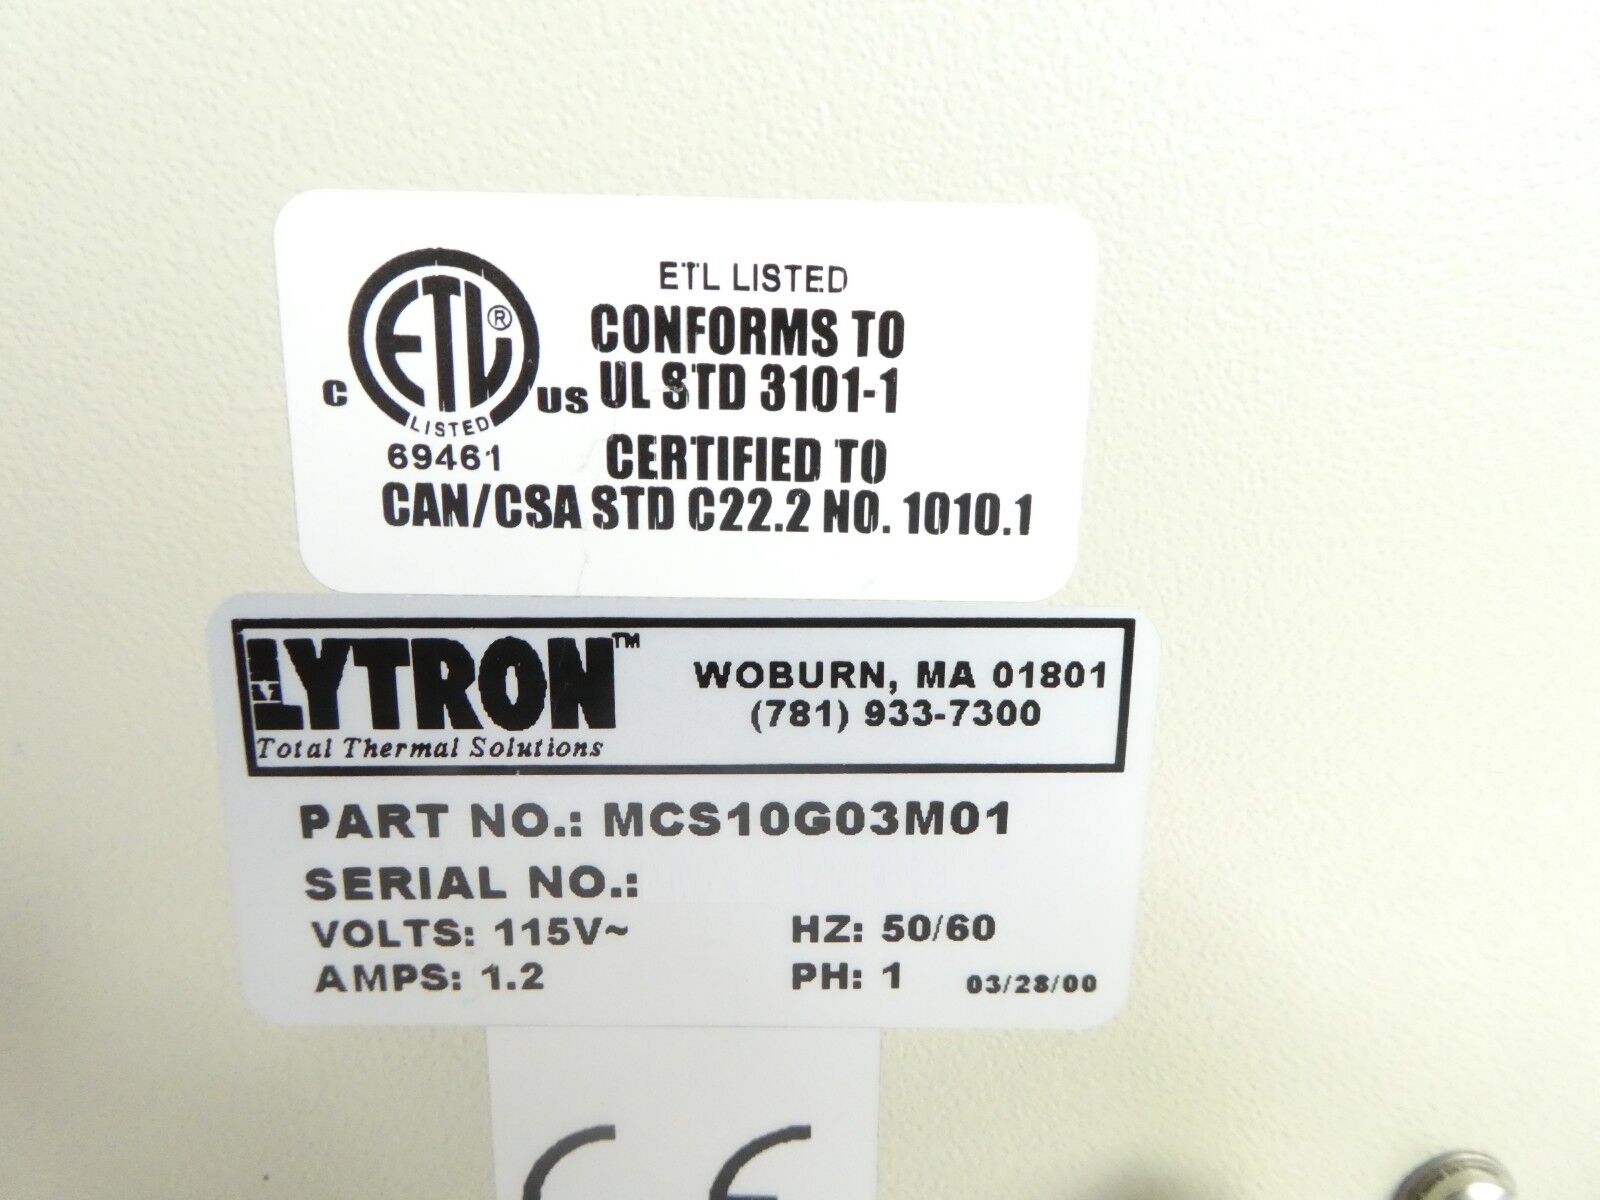 ETL LISTED
ETL®
CONFORMS TO
C US UL STD 3101-1
LISTED
69461 CERTIFIED TO
CAN/CSA STD C22.2 NO. 1010.1
LYTRON™
WOBURN, MA 01801
(781) 933-7300
Total Thermal Solutions
PART NO.: MCS10G03M01
SERIAL NO.:
VOLTS: 115V~ HZ: 50/60
AMPS: 1.2 PH: 1 03/28/00
CE